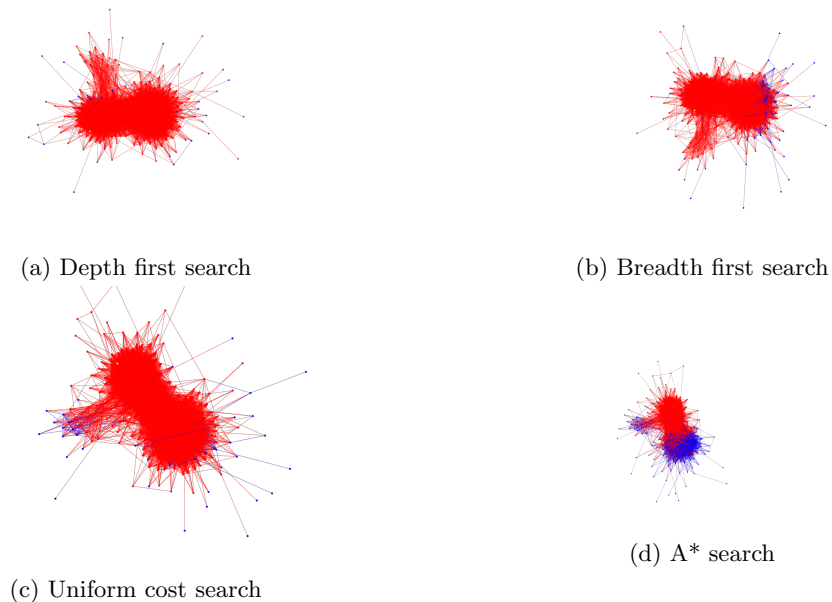 (a) Depth first search
(b) Breadth first search
(c) Uniform cost search
(d) A* search